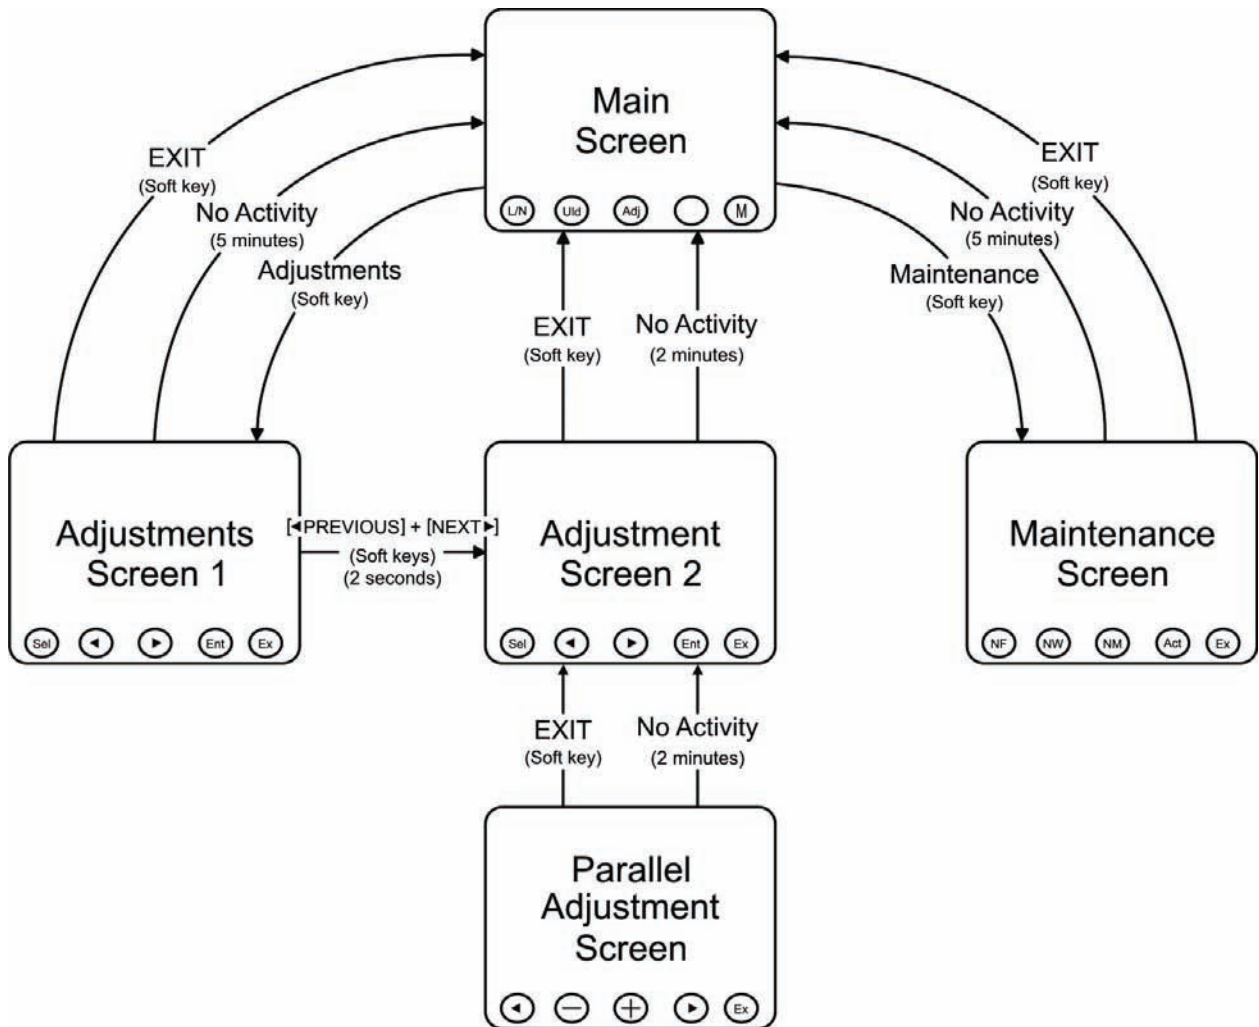 Main
Screen
L/N Uld Adj M
EXIT
(Soft key)
No Activity
(5 minutes)
Adjustments
(Soft key)
EXIT
(Soft key)
No Activity
(2 minutes)
EXIT
(Soft key)
No Activity
(5 minutes)
Maintenance
(Soft key)
Adjustments
Screen 1
Sel ◄ ► Ent Ex
[◄PREVIOUS] + [NEXT►]
(Soft keys)
(2 seconds)
Adjustment
Screen 2
Sel ◄ ► Ent Ex
Maintenance
Screen
NF NW NM Act Ex
EXIT
(Soft key)
No Activity
(2 minutes)
Parallel
Adjustment
Screen
◄ − + ► Ex